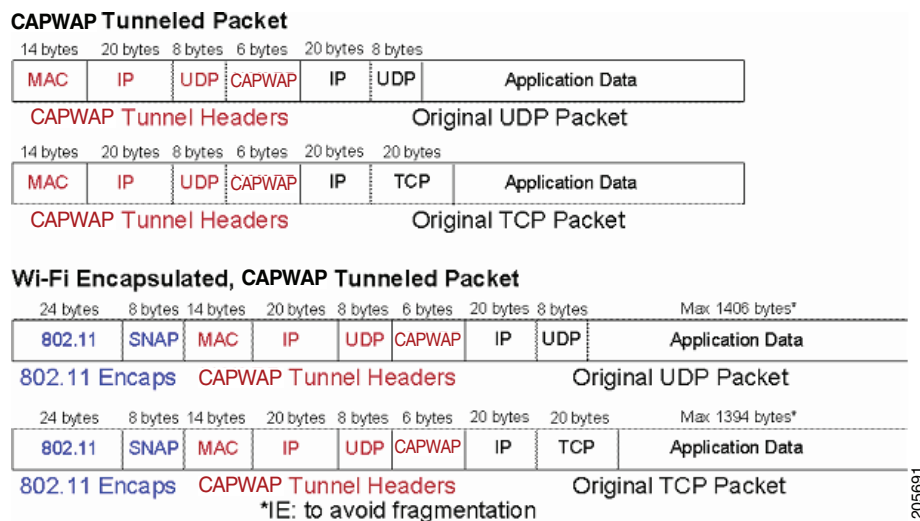 CAPWAP Tunneled Packet
14 bytes 20 bytes 8 bytes 6 bytes 20 bytes 8 bytes
MAC IP UDP CAPWAP IP UDP Application Data
CAPWAP Tunnel Headers Original UDP Packet
14 bytes 20 bytes 8 bytes 6 bytes 20 bytes 20 bytes
MAC IP UDP CAPWAP IP TCP Application Data
CAPWAP Tunnel Headers Original TCP Packet
Wi-Fi Encapsulated, CAPWAP Tunneled Packet
24 bytes 8 bytes 14 bytes 20 bytes 8 bytes 6 bytes 20 bytes 8 bytes Max 1406 bytes*
802.11 SNAP MAC IP UDP CAPWAP IP UDP Application Data
802.11 Encaps CAPWAP Tunnel Headers Original UDP Packet
24 bytes 8 bytes 14 bytes 20 bytes 8 bytes 6 bytes 20 bytes 20 bytes Max 1394 bytes*
802.11 SNAP MAC IP UDP CAPWAP IP TCP Application Data
802.11 Encaps CAPWAP Tunnel Headers Original TCP Packet
*IE: to avoid fragmentation
205691